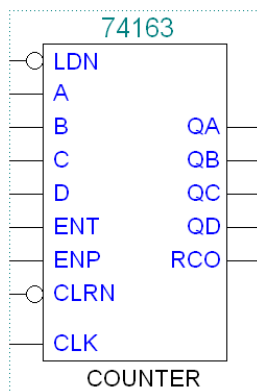 74163
LDN
A
B QA
C QB
D QC
ENT QD
ENP RCO
CLRN
CLK
COUNTER